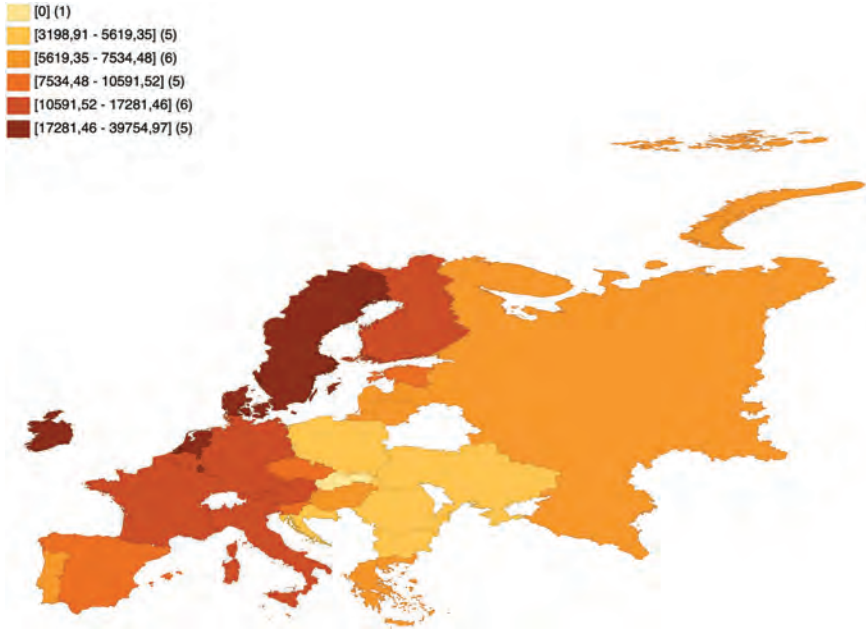 [0] (1)
[3198,91 - 5619,35] (5)
[5619,35 - 7534,48] (6)
[7534,48 - 10591,52] (5)
[10591,52 - 17281,46] (6)
[17281,46 - 39754,97] (5)